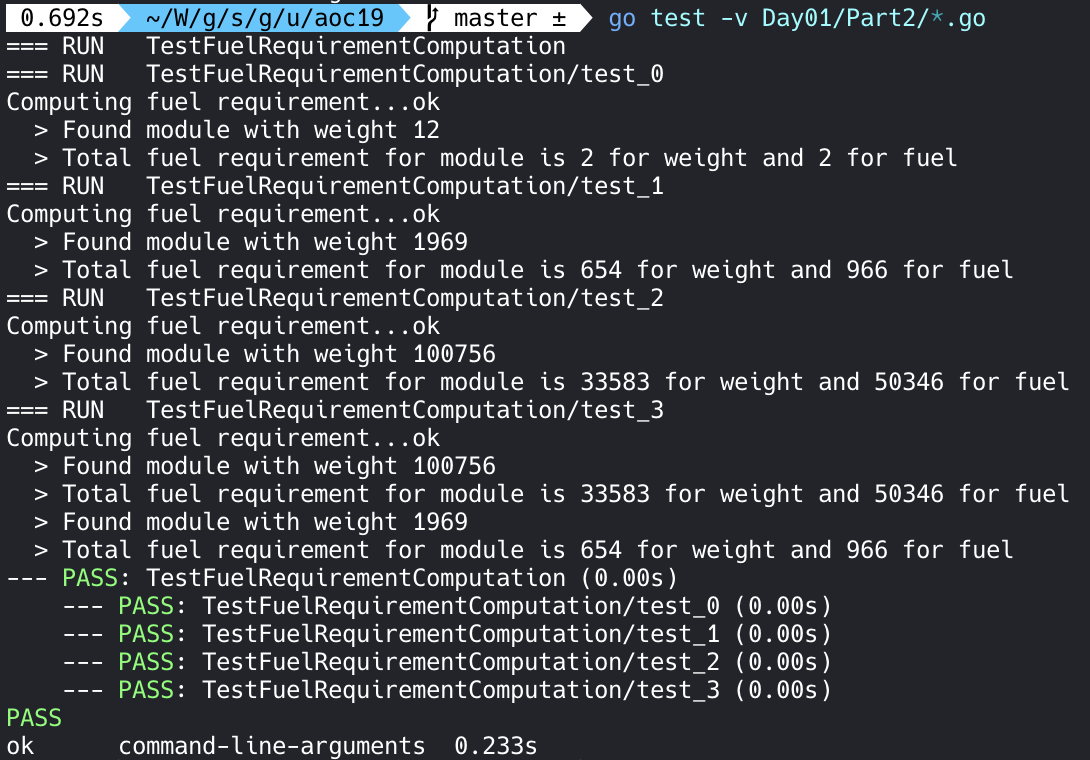 0.692s ~/W/g/s/g/u/aoc19 master ± go test -v Day01/Part2/*.go
=== RUN   TestFuelRequirementComputation
=== RUN   TestFuelRequirementComputation/test_0
Computing fuel requirement...ok
  > Found module with weight 12
  > Total fuel requirement for module is 2 for weight and 2 for fuel
=== RUN   TestFuelRequirementComputation/test_1
Computing fuel requirement...ok
  > Found module with weight 1969
  > Total fuel requirement for module is 654 for weight and 966 for fuel
=== RUN   TestFuelRequirementComputation/test_2
Computing fuel requirement...ok
  > Found module with weight 100756
  > Total fuel requirement for module is 33583 for weight and 50346 for fuel
=== RUN   TestFuelRequirementComputation/test_3
Computing fuel requirement...ok
  > Found module with weight 100756
  > Total fuel requirement for module is 33583 for weight and 50346 for fuel
  > Found module with weight 1969
  > Total fuel requirement for module is 654 for weight and 966 for fuel
--- PASS: TestFuelRequirementComputation (0.00s)
    --- PASS: TestFuelRequirementComputation/test_0 (0.00s)
    --- PASS: TestFuelRequirementComputation/test_1 (0.00s)
    --- PASS: TestFuelRequirementComputation/test_2 (0.00s)
    --- PASS: TestFuelRequirementComputation/test_3 (0.00s)
PASS
ok      command-line-arguments  0.233s